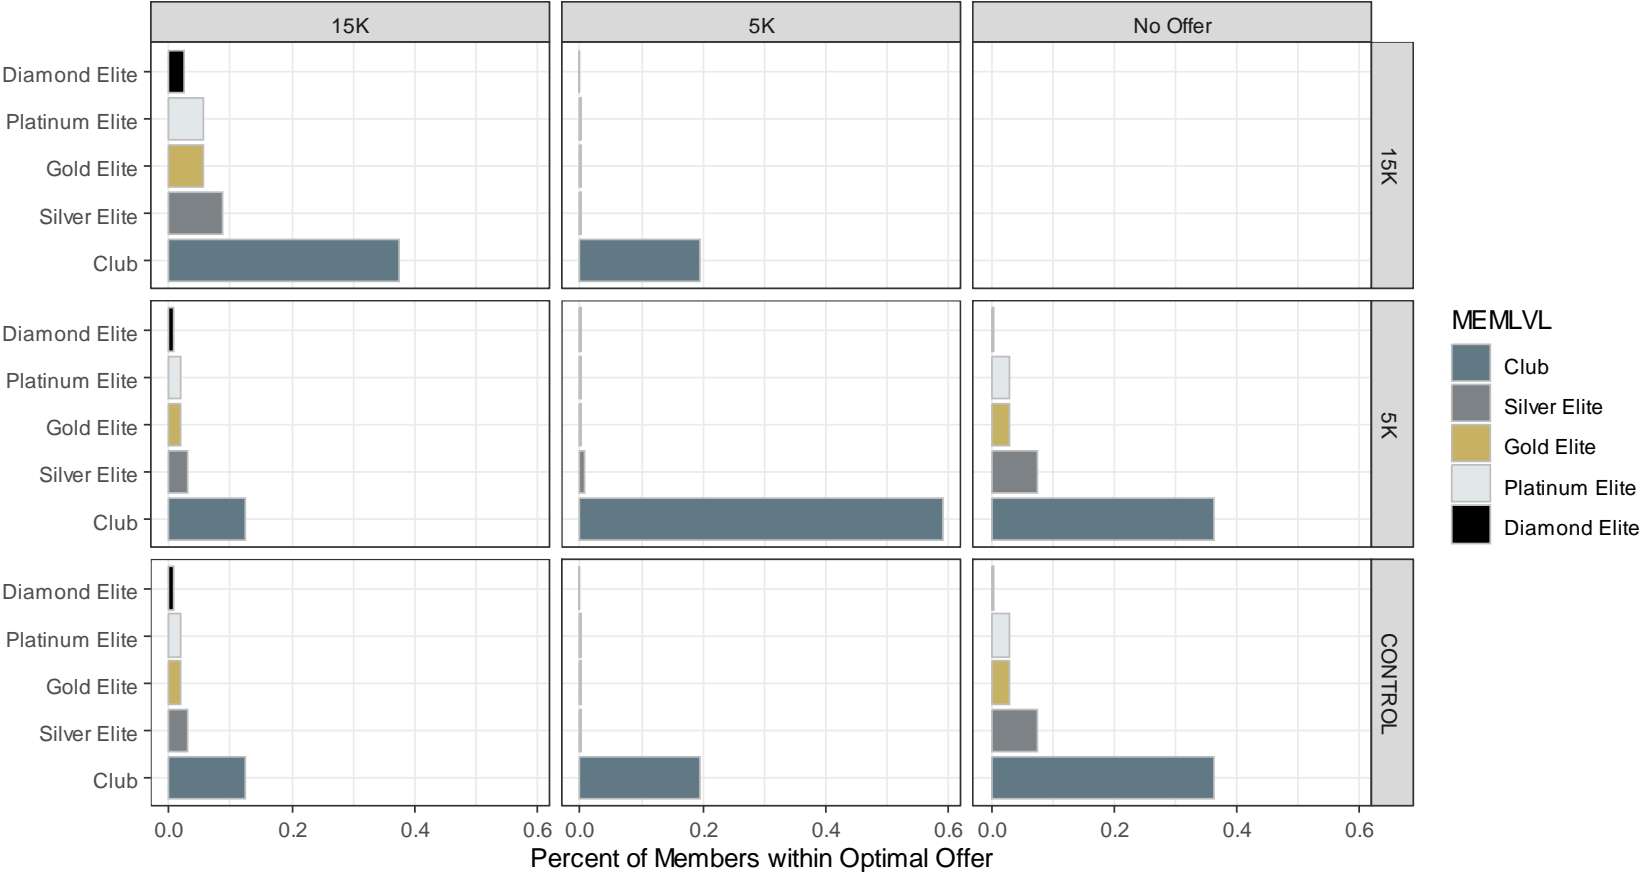 15K 5K No Offer
Diamond Elite
Platinum Elite
Gold Elite
Silver Elite
Club
15K
Diamond Elite
Platinum Elite
Gold Elite
Silver Elite
Club
5K
Diamond Elite
Platinum Elite
Gold Elite
Silver Elite
Club
CONTROL
0.0 0.2 0.4 0.6 0.0 0.2 0.4 0.6 0.0 0.2 0.4 0.6
Percent of Members within Optimal Offer
MEMLVL
Club
Silver Elite
Gold Elite
Platinum Elite
Diamond Elite